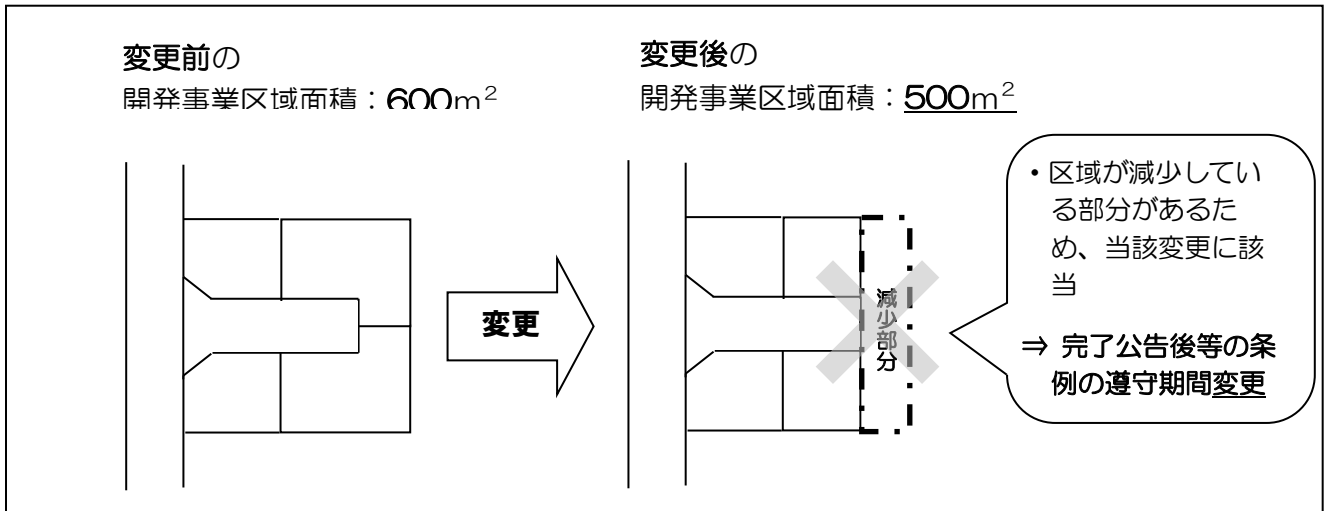 変更前の
開発事業区域面積：600m²
変更後の
開発事業区域面積：500m²
・区域が減少してい
る部分があるた
め、当該変更に該
当
⇒ 完了公告後等の条
例の遵守期間変更
変更
減少部分